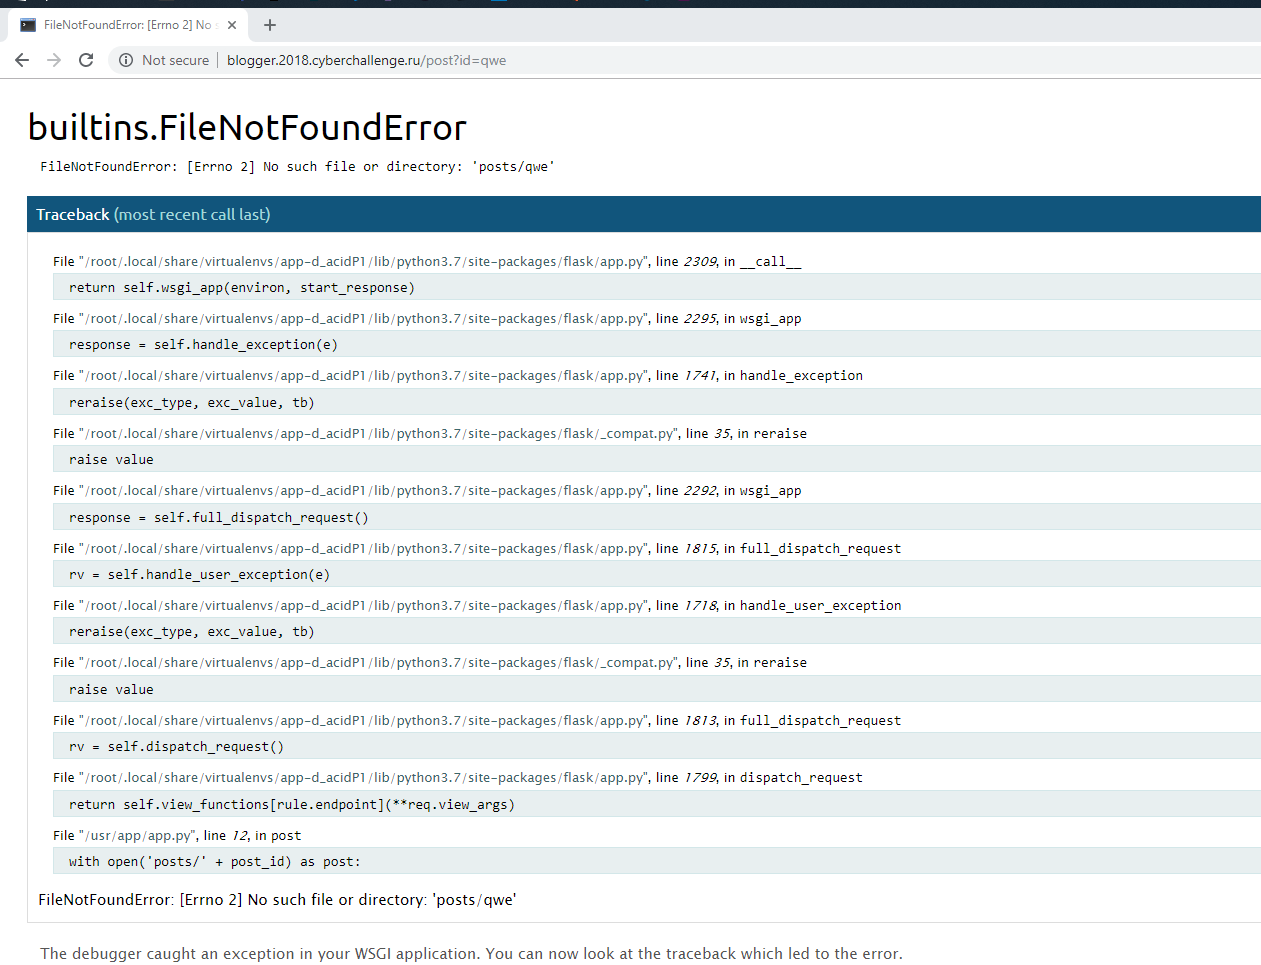 FileNotFoundError: [Errno 2] No
Not secure
blogger.2018.cyberchallenge.ru/post?id=qwe
builtins.FileNotFoundError
FileNotFoundError: [Errno 2] No such file or directory: 'posts/qwe'
Traceback (most recent call last)
File "/root/.local/share/virtualenvs/app-d_acidP1/lib/python3.7/site-packages/flask/app.py", line 2309, in __call__
return self.wsgi_app(environ, start_response)
File "/root/.local/share/virtualenvs/app-d_acidP1/lib/python3.7/site-packages/flask/app.py", line 2295, in wsgi_app
response = self.handle_exception(e)
File "/root/.local/share/virtualenvs/app-d_acidP1/lib/python3.7/site-packages/flask/app.py", line 1741, in handle_exception
reraise(exc_type, exc_value, tb)
File "/root/.local/share/virtualenvs/app-d_acidP1/lib/python3.7/site-packages/flask/_compat.py", line 35, in reraise
raise value
File "/root/.local/share/virtualenvs/app-d_acidP1/lib/python3.7/site-packages/flask/app.py", line 2292, in wsgi_app
response = self.full_dispatch_request()
File "/root/.local/share/virtualenvs/app-d_acidP1/lib/python3.7/site-packages/flask/app.py", line 1815, in full_dispatch_request
rv = self.handle_user_exception(e)
File "/root/.local/share/virtualenvs/app-d_acidP1/lib/python3.7/site-packages/flask/app.py", line 1718, in handle_user_exception
reraise(exc_type, exc_value, tb)
File "/root/.local/share/virtualenvs/app-d_acidP1/lib/python3.7/site-packages/flask/_compat.py", line 35, in reraise
raise value
File "/root/.local/share/virtualenvs/app-d_acidP1/lib/python3.7/site-packages/flask/app.py", line 1813, in full_dispatch_request
rv = self.dispatch_request()
File "/root/.local/share/virtualenvs/app-d_acidP1/lib/python3.7/site-packages/flask/app.py", line 1799, in dispatch_request
return self.view_functions[rule.endpoint](**req.view_args)
File "/usr/app/app.py", line 12, in post
with open('posts/' + post_id) as post:
FileNotFoundError: [Errno 2] No such file or directory: 'posts/qwe'
The debugger caught an exception in your WSGI application. You can now look at the traceback which led to the error.